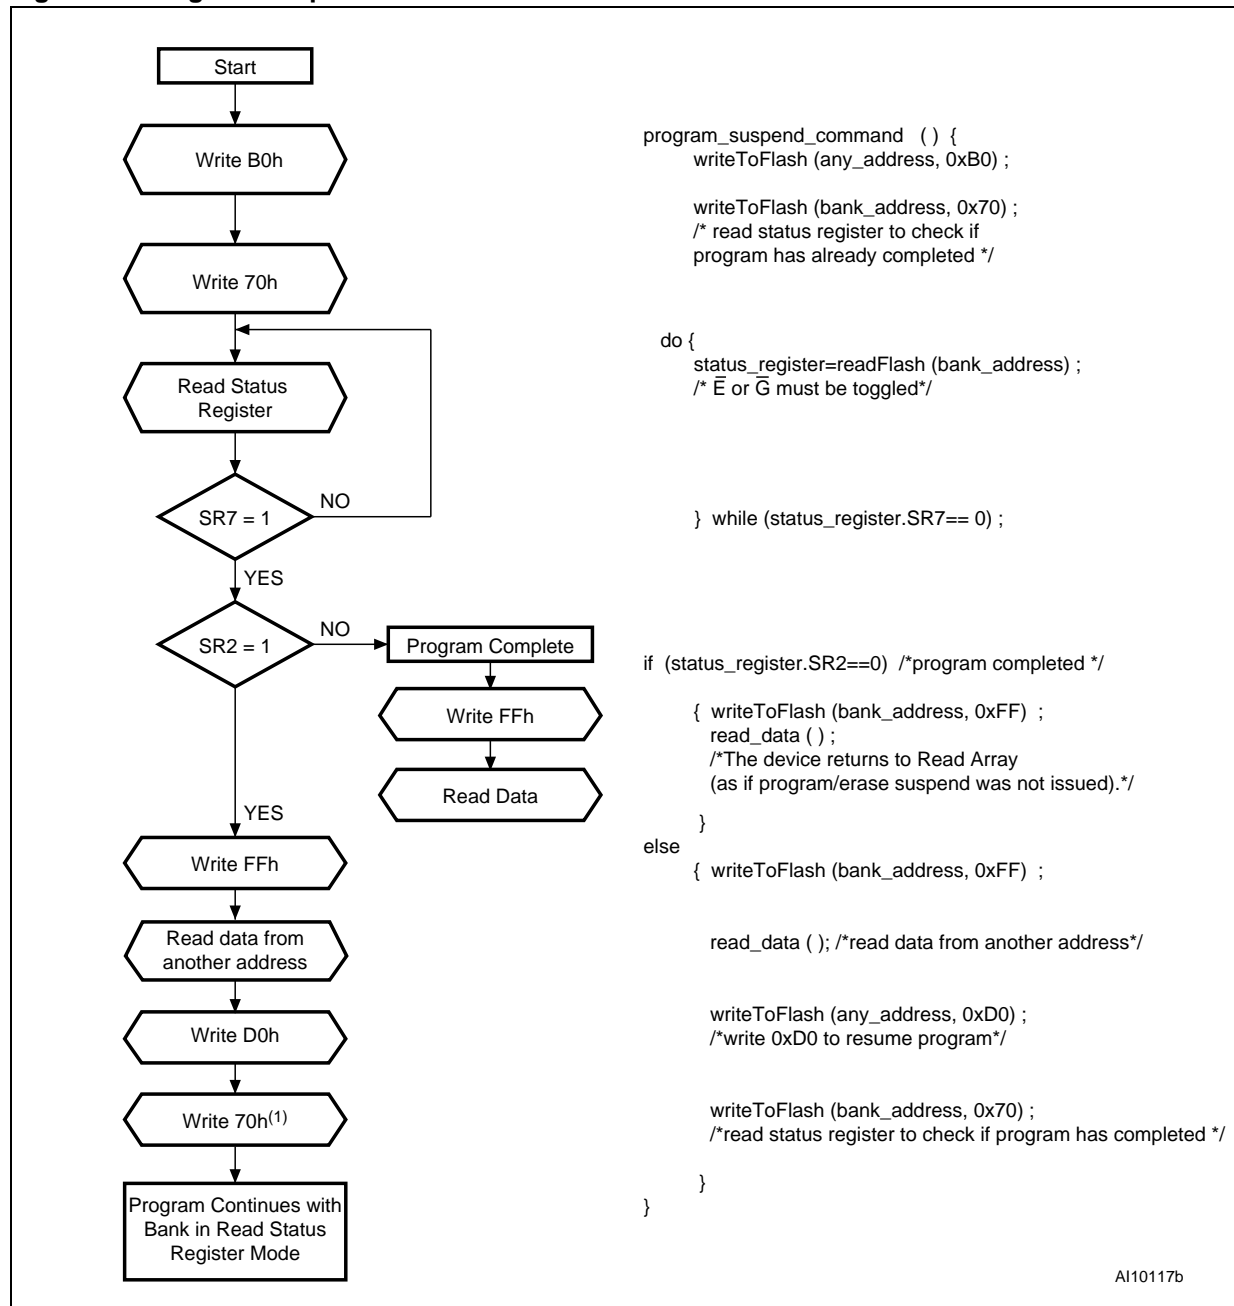 Start
Write B0h
Write 70h
Read Status
Register
SR7 = 1
NO
YES
SR2 = 1
NO
Program Complete
Write FFh
Read Data
YES
Write FFh
Read data from
another address
Write D0h
Write 70h(1)
Program Continues with
Bank in Read Status
Register Mode
program_suspend_command ( ) {
writeToFlash (any_address, 0xB0) ;
writeToFlash (bank_address, 0x70) ;
/* read status register to check if
program has already completed */
do {
status_register=readFlash (bank_address) ;
/* E̅ or G̅ must be toggled*/
} while (status_register.SR7== 0) ;
if (status_register.SR2==0) /*program completed */
{ writeToFlash (bank_address, 0xFF) ;
read_data ( ) ;
/*The device returns to Read Array
(as if program/erase suspend was not issued).*/
}
else
{ writeToFlash (bank_address, 0xFF) ;
read_data ( ); /*read data from another address*/
writeToFlash (any_address, 0xD0) ;
/*write 0xD0 to resume program*/
writeToFlash (bank_address, 0x70) ;
/*read status register to check if program has completed */
}
}
AI10117b